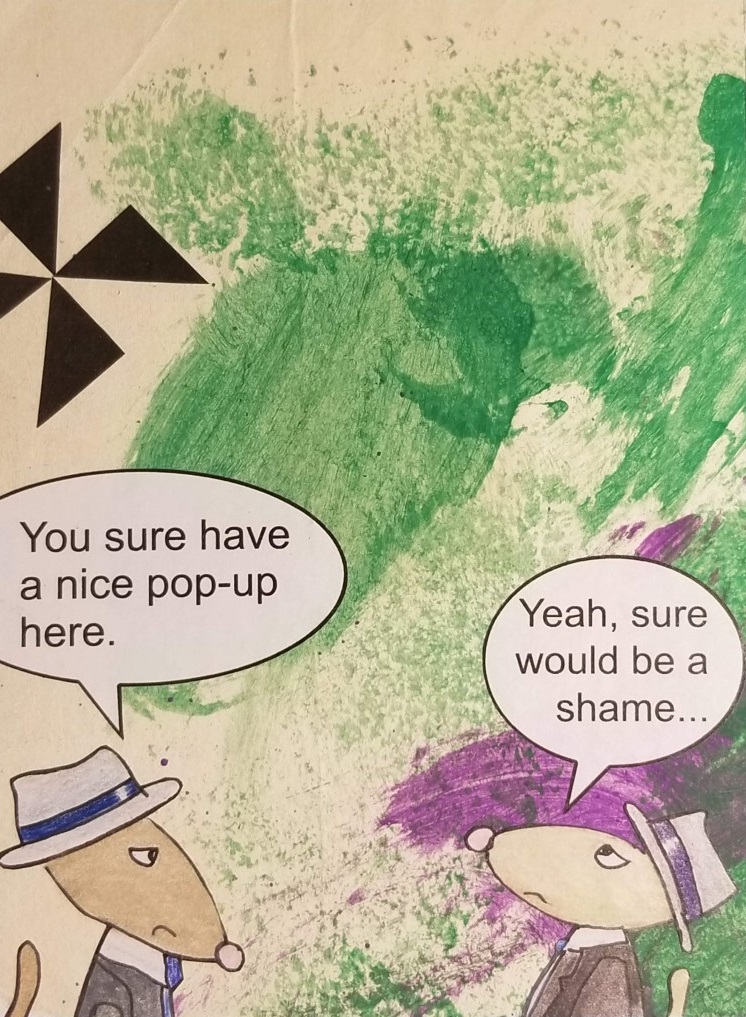 You sure have
a nice pop-up
here.
Yeah, sure
would be a
shame...